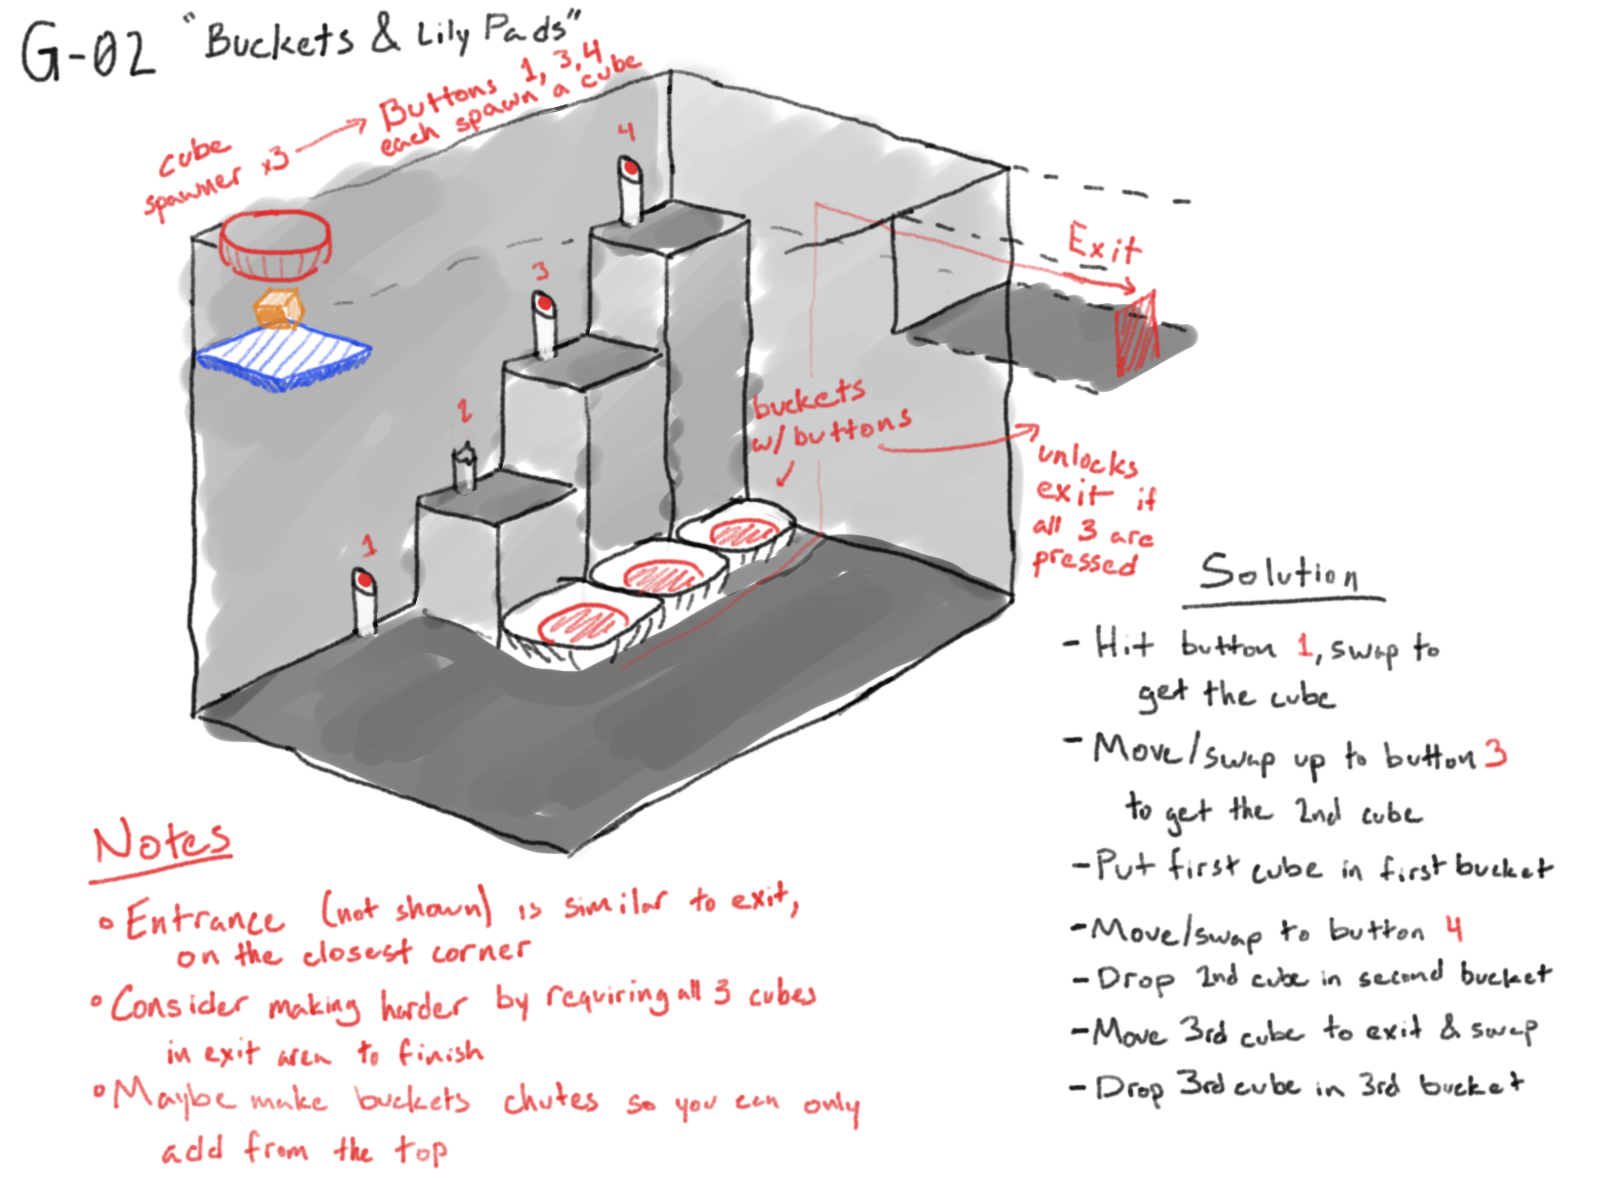 G-02 "Buckets & Lily Pads"
cube
spawner x3
Buttons 1, 3, 4
each spawn a cube
4
3
2
1
Exit
buckets
w/ buttons
unlocks
exit if
all 3 are
pressed
Solution
- Hit button 1, swap to
get the cube
- Move/swap up to button 3
to get the 2nd cube
- Put first cube in first bucket
- Move/swap to button 4
- Drop 2nd cube in second bucket
- Move 3rd cube to exit & swap
- Drop 3rd cube in 3rd bucket
Notes
• Entrance (not shown) is similar to exit,
on the closest corner
• Consider making harder by requiring all 3 cubes
in exit area to finish
• Maybe make buckets chutes so you can only
add from the top